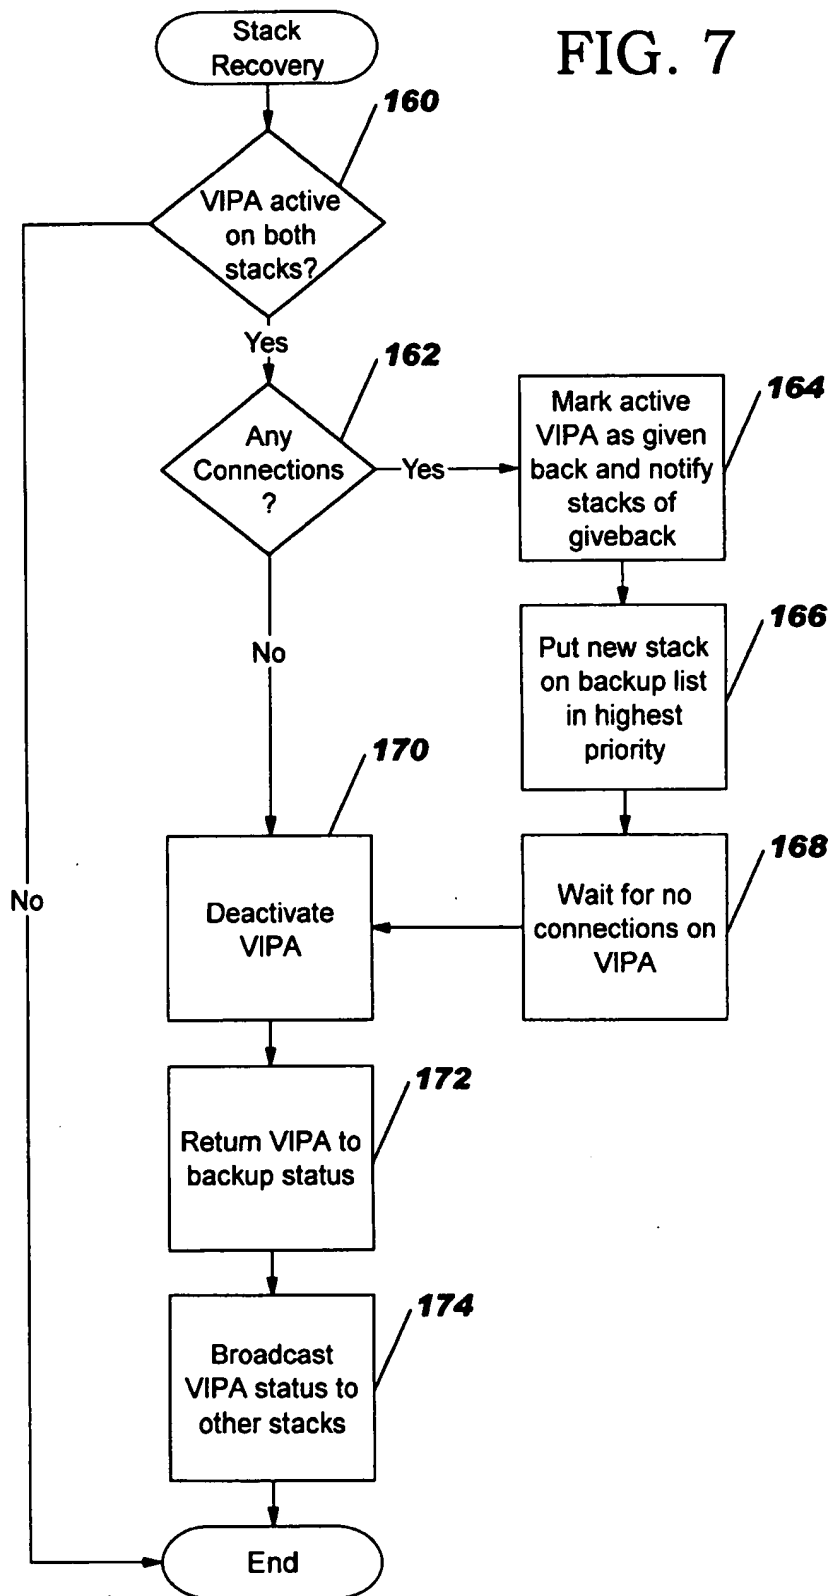 FIG. 7
Stack
Recovery
160
VIPA active
on both
stacks?
Yes
162
Any
Connections
?
Yes
164
Mark active
VIPA as given
back and notify
stacks of
giveback
166
Put new stack
on backup list
in highest
priority
No
170
168
Deactivate
VIPA
Wait for no
connections on
VIPA
No
172
Return VIPA to
backup status
174
Broadcast
VIPA status to
other stacks
End